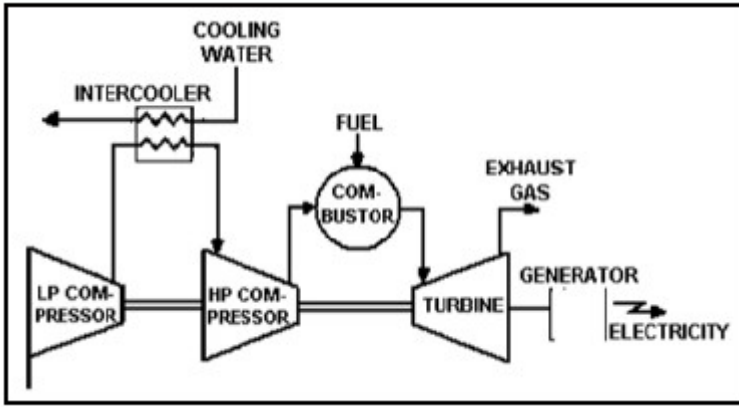 COOLING
WATER
INTERCOOLER
FUEL
COM-
BUSTOR
EXHAUST
GAS
LP COM-
PRESSOR
HP COM-
PRESSOR
TURBINE
GENERATOR
ELECTRICITY